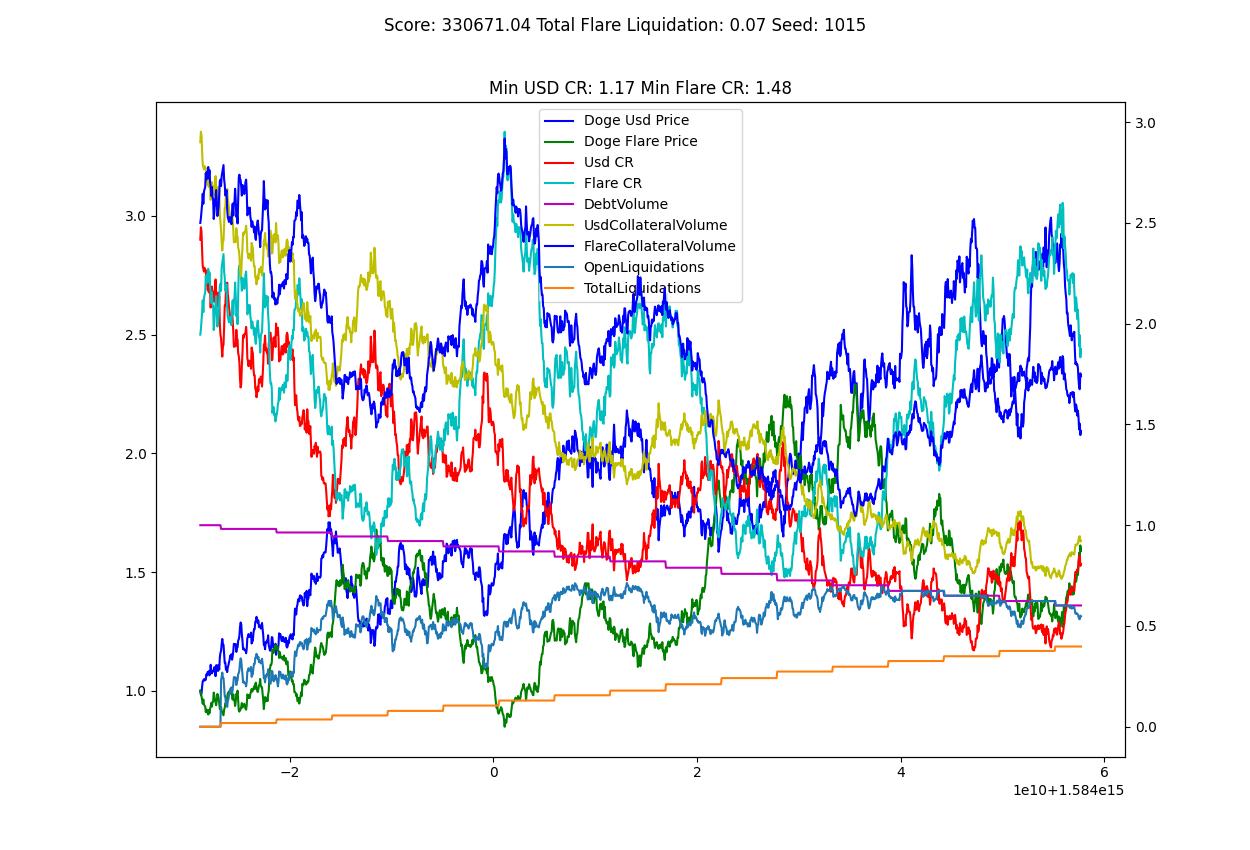 Score: 330671.04 Total Flare Liquidation: 0.07 Seed: 1015
Min USD CR: 1.17 Min Flare CR: 1.48
Doge Usd Price
Doge Flare Price
Usd CR
Flare CR
DebtVolume
UsdCollateralVolume
FlareCollateralVolume
OpenLiquidations
TotalLiquidations
3.0
2.5
2.0
1.5
1.0
3.0
2.5
2.0
1.5
1.0
0.5
0.0
−2 0 2 4 6
1e10+1.584e15